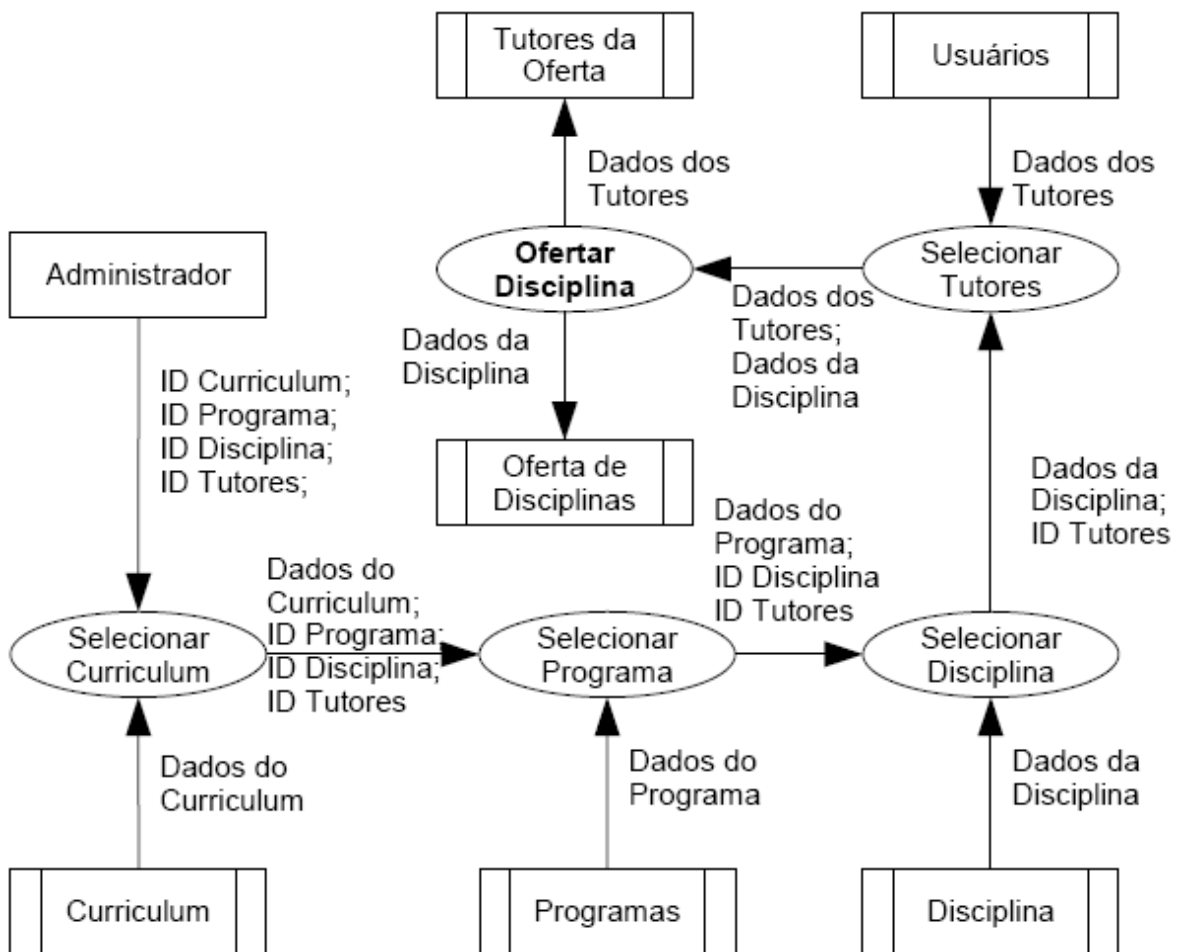 Tutores da
Oferta
Usuários
Dados dos
Tutores
Dados dos
Tutores
Administrador
Ofertar
Disciplina
Selecionar
Tutores
Dados da
Disciplina
Dados dos
Tutores;
Dados da
Disciplina
ID Curriculum;
ID Programa;
ID Disciplina;
ID Tutores;
Oferta de
Disciplinas
Dados da
Disciplina;
ID Tutores
Dados do
Programa;
ID Disciplina
ID Tutores
Dados do
Curriculum;
ID Programa;
ID Disciplina;
ID Tutores
Selecionar
Curriculum
Selecionar
Programa
Selecionar
Disciplina
Dados do
Curriculum
Dados do
Programa
Dados da
Disciplina
Curriculum
Programas
Disciplina